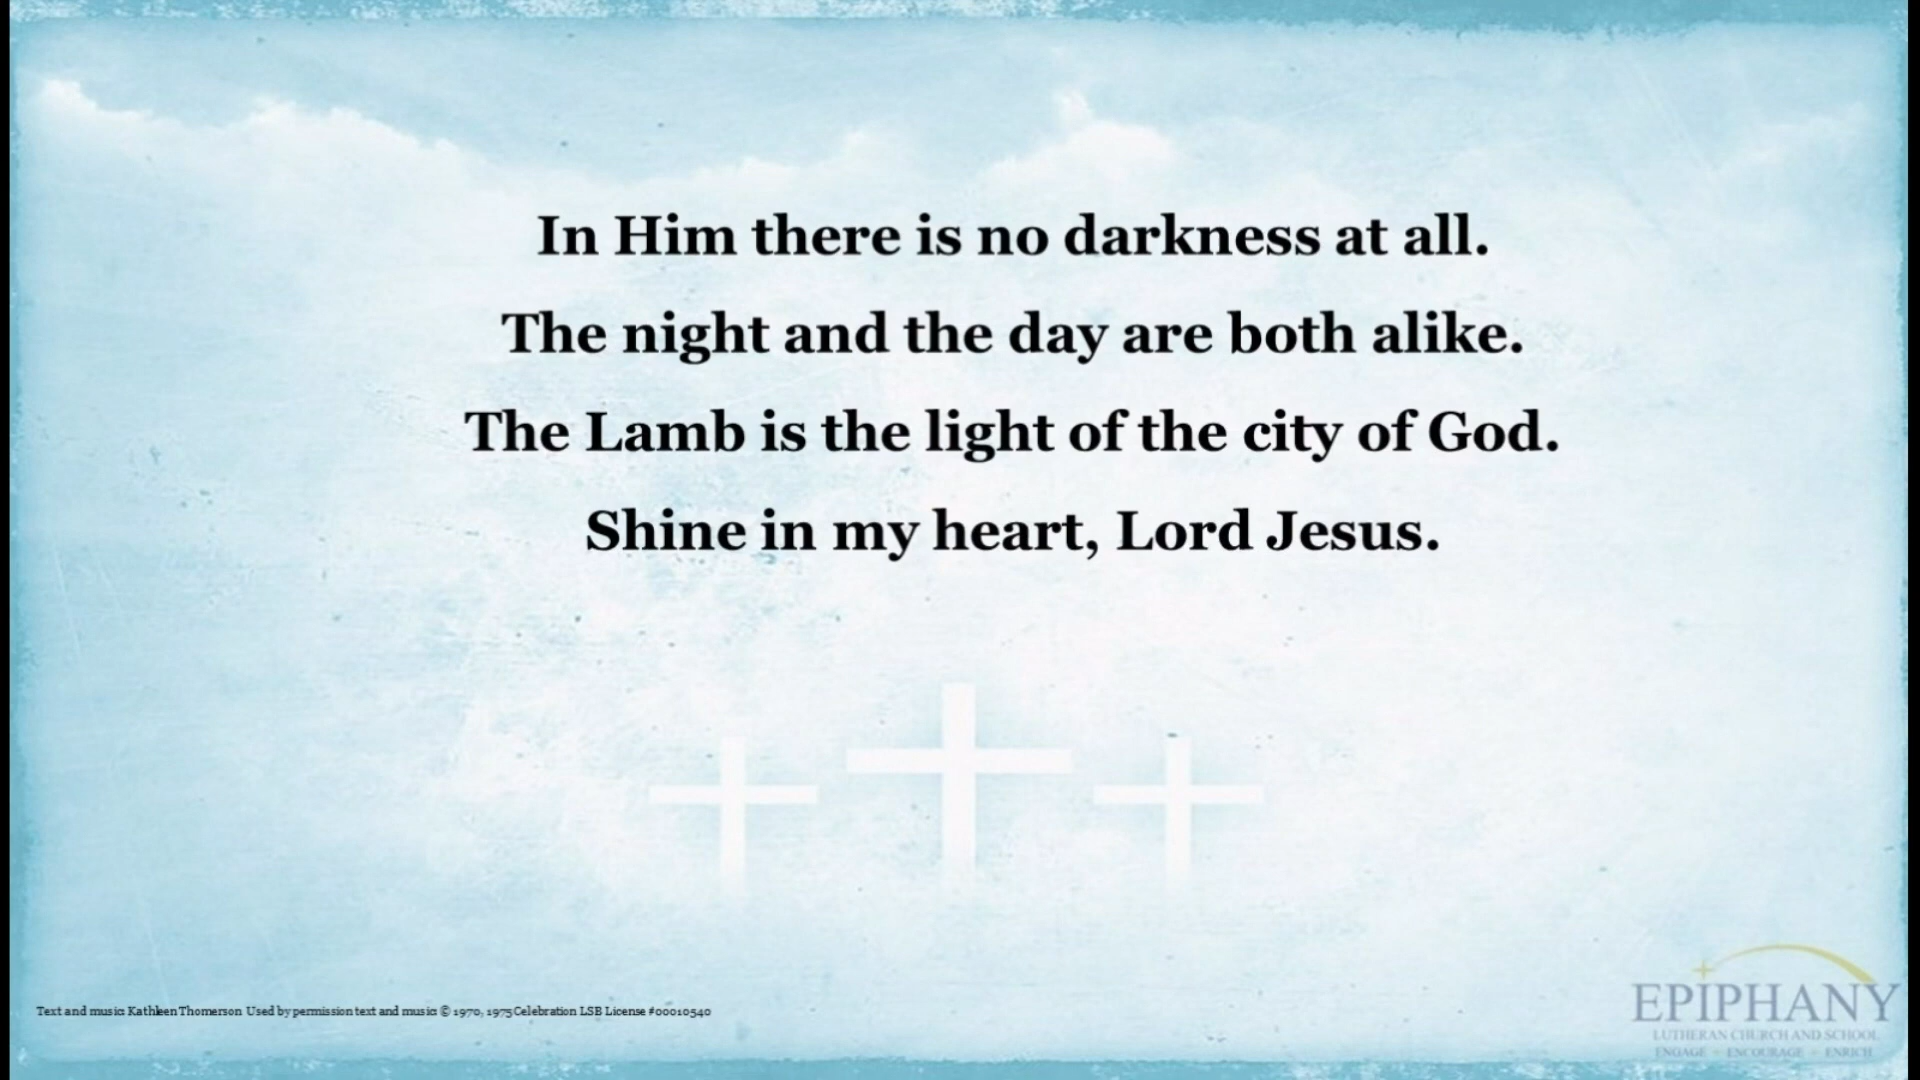 In Him there is no darkness at all.
The night and the day are both alike.
The Lamb is the light of the city of God.
Shine in my heart, Lord Jesus.
Text and music: Kathleen Thomerson Used by permission text and music: © 1970, 1975 Celebration LSB License #00010540
EPIPHANY
LUTHERAN CHURCH AND SCHOOL
ENGAGE + ENCOURAGE + ENRICH